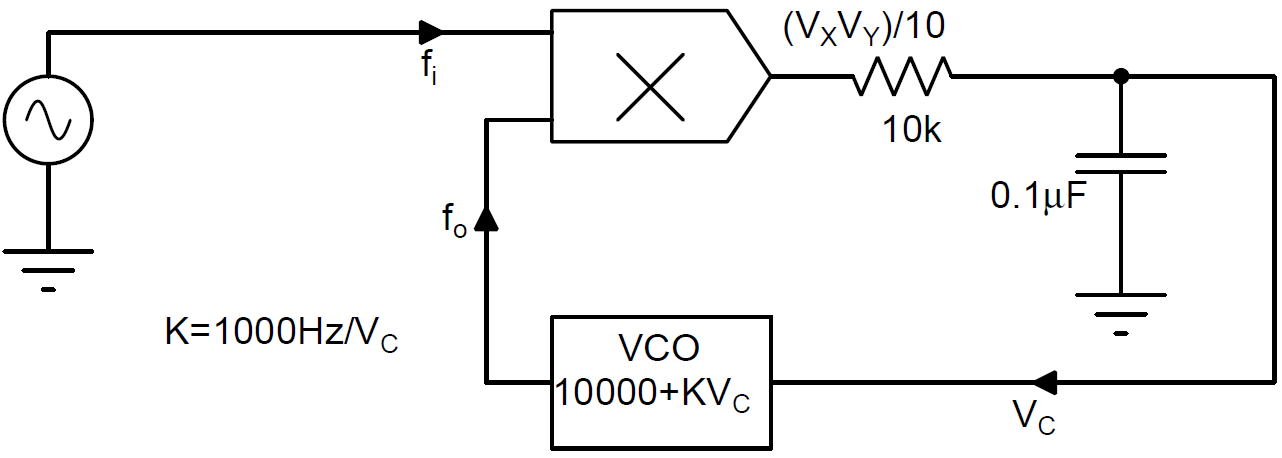 (VXVY)/10
fi
10k
0.1μF
fo
K=1000Hz/VC
VCO
10000+KVC
VC